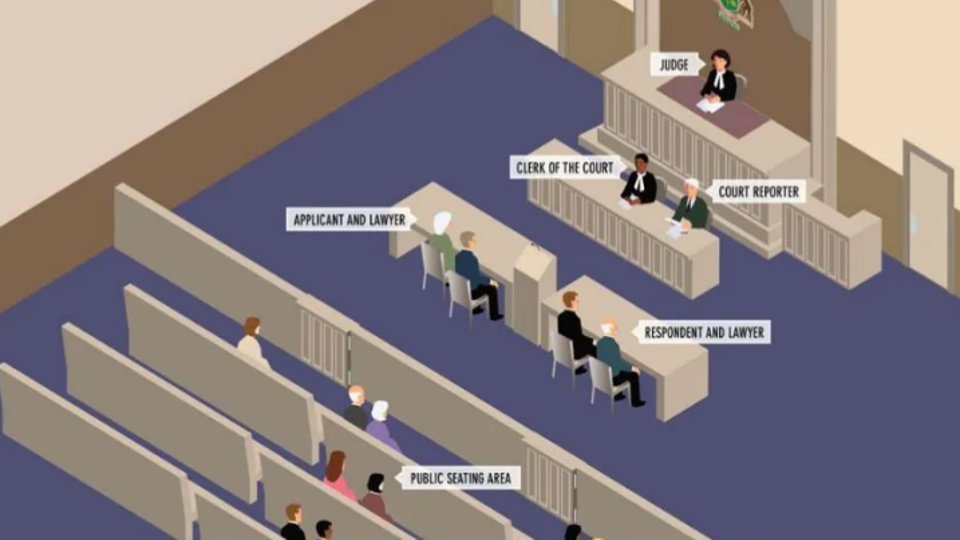 JUDGE
CLERK OF THE COURT
COURT REPORTER
APPLICANT AND LAWYER
RESPONDENT AND LAWYER
PUBLIC SEATING AREA